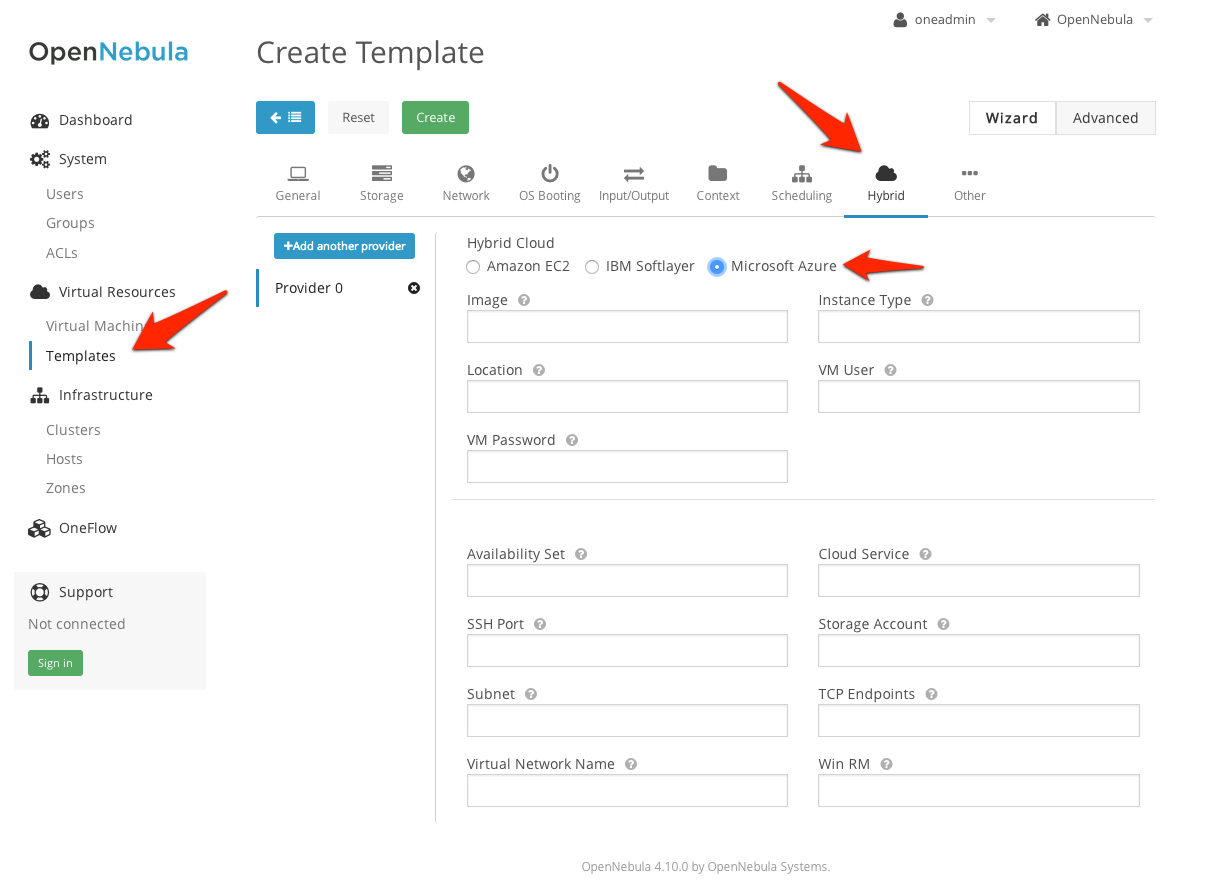 oneadmin OpenNebula
OpenNebula
Create Template
Reset Create Wizard Advanced
General Storage Network OS Booting Input/Output Context Scheduling Hybrid Other
Dashboard
System
Users
Groups
ACLs
Virtual Resources
Virtual Machin
Templates
Infrastructure
Clusters
Hosts
Zones
OneFlow
Support
Not connected
Sign in
+Add another provider
Provider 0
Hybrid Cloud
Amazon EC2 IBM Softlayer Microsoft Azure
Image Instance Type
Location VM User
VM Password
Availability Set Cloud Service
SSH Port Storage Account
Subnet TCP Endpoints
Virtual Network Name Win RM
OpenNebula 4.10.0 by OpenNebula Systems.